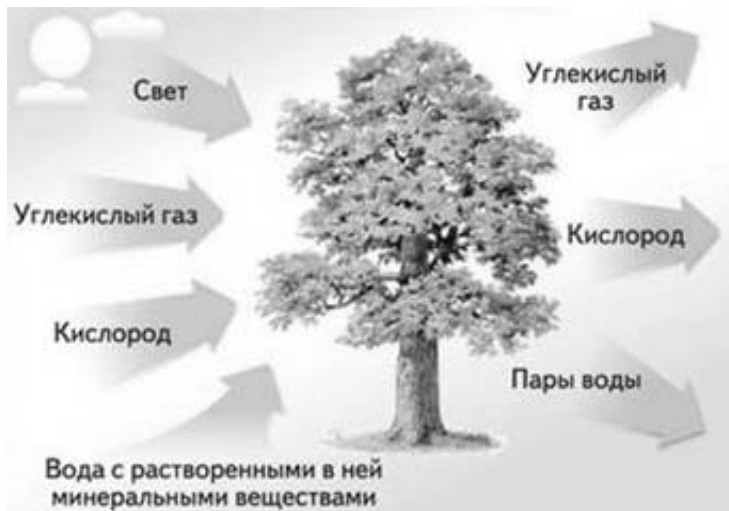 Свет
Углекислый газ
Кислород
Вода с растворенными в ней
минеральными веществами
Углекислый
газ
Кислород
Пары воды